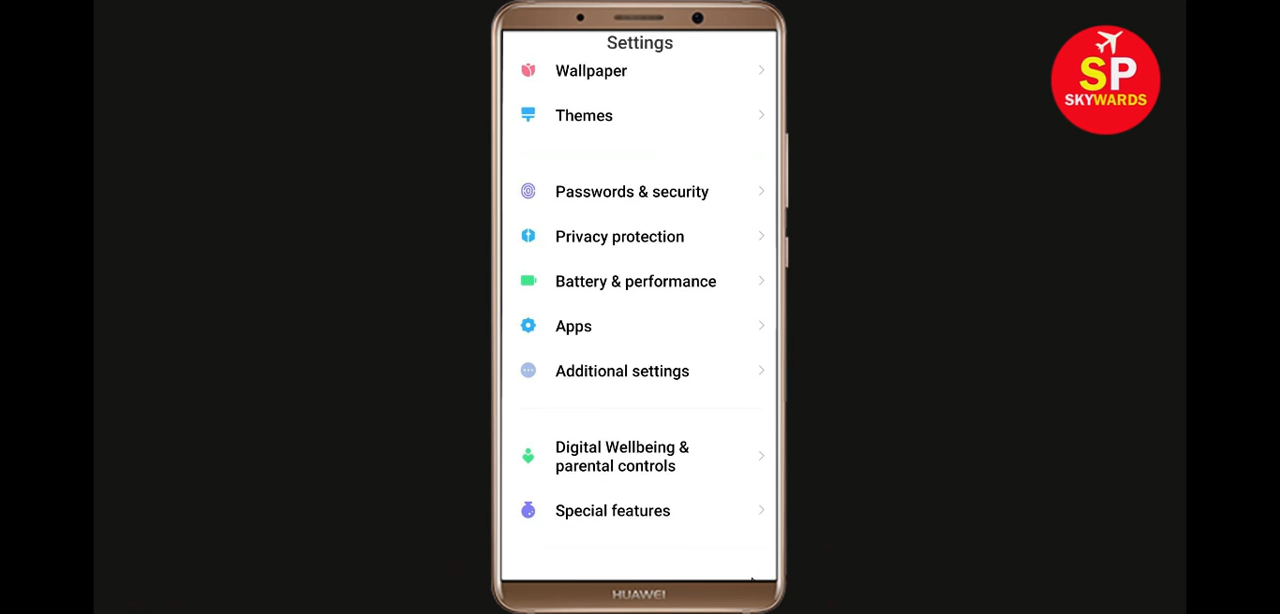 Settings
Wallpaper
Themes
Passwords & security
Privacy protection
Battery & performance
Apps
Additional settings
Digital Wellbeing &
parental controls
Special features
HUAWEI
SP
SKYWARDS